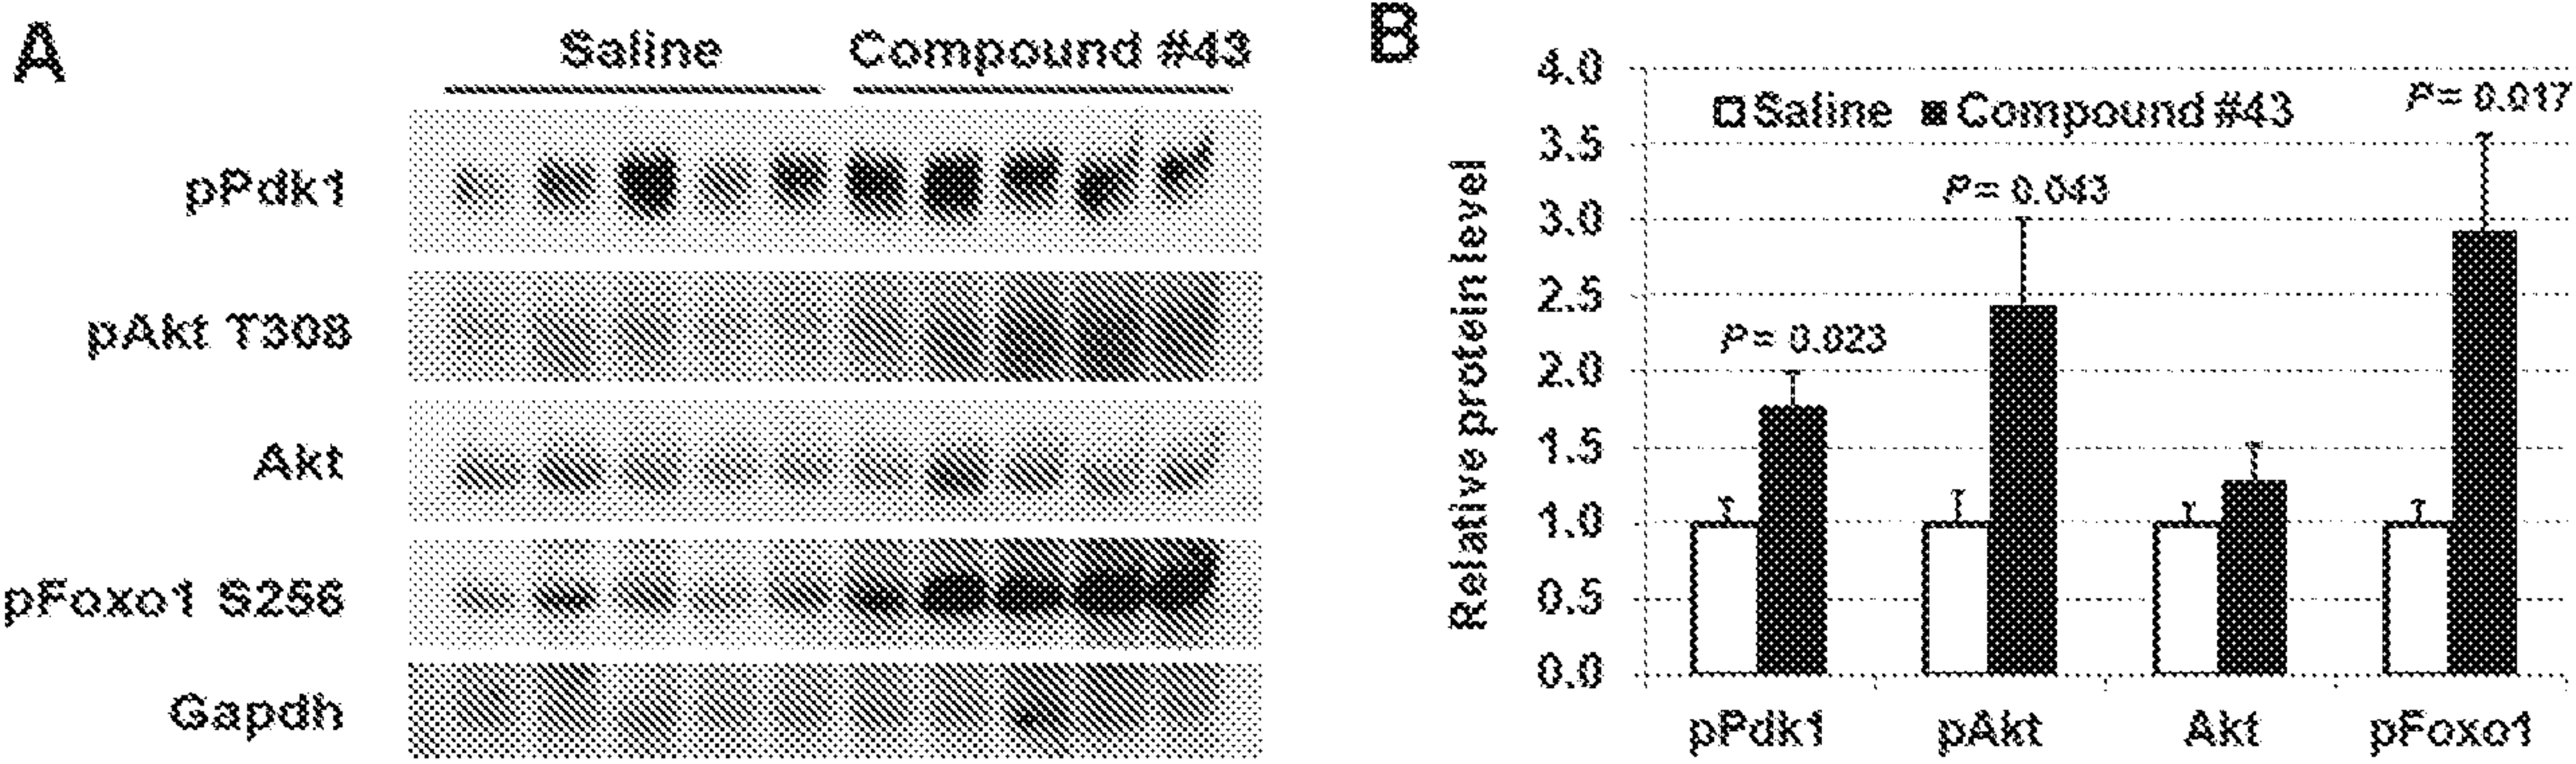 A
Saline Compound #43
pPdk1
pAkt T308
Akt
pFoxo1 S256
Gapdh
B
Relative protein level
4.0
3.5
3.0
2.5
2.0
1.5
1.0
0.5
0.0
Saline Compound #43
P = 0.023
P = 0.043
P = 0.017
pPdk1 pAkt Akt pFoxo1